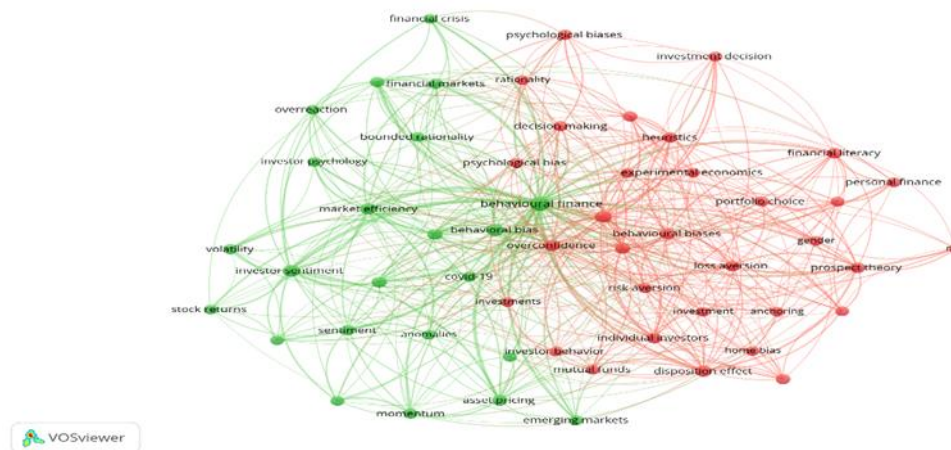 financial crisis
psychological biases
investment decision
rationality
financial markets
overreaction
decision making
bounded rationality
heuristics
financial literacy
investor psychology
psychological bias
experimental economics
personal finance
behavioural finance
portfolio choice
market efficiency
behavioral bias
behavioural biases
overconfidence
gender
volatility
loss aversion
prospect theory
investor sentiment
covid-19
risk aversion
stock returns
investments
investment
anchoring
sentiment
anomalies
individual investors
investor behavior
home bias
mutual funds
disposition effect
asset pricing
momentum
emerging markets
VOSviewer